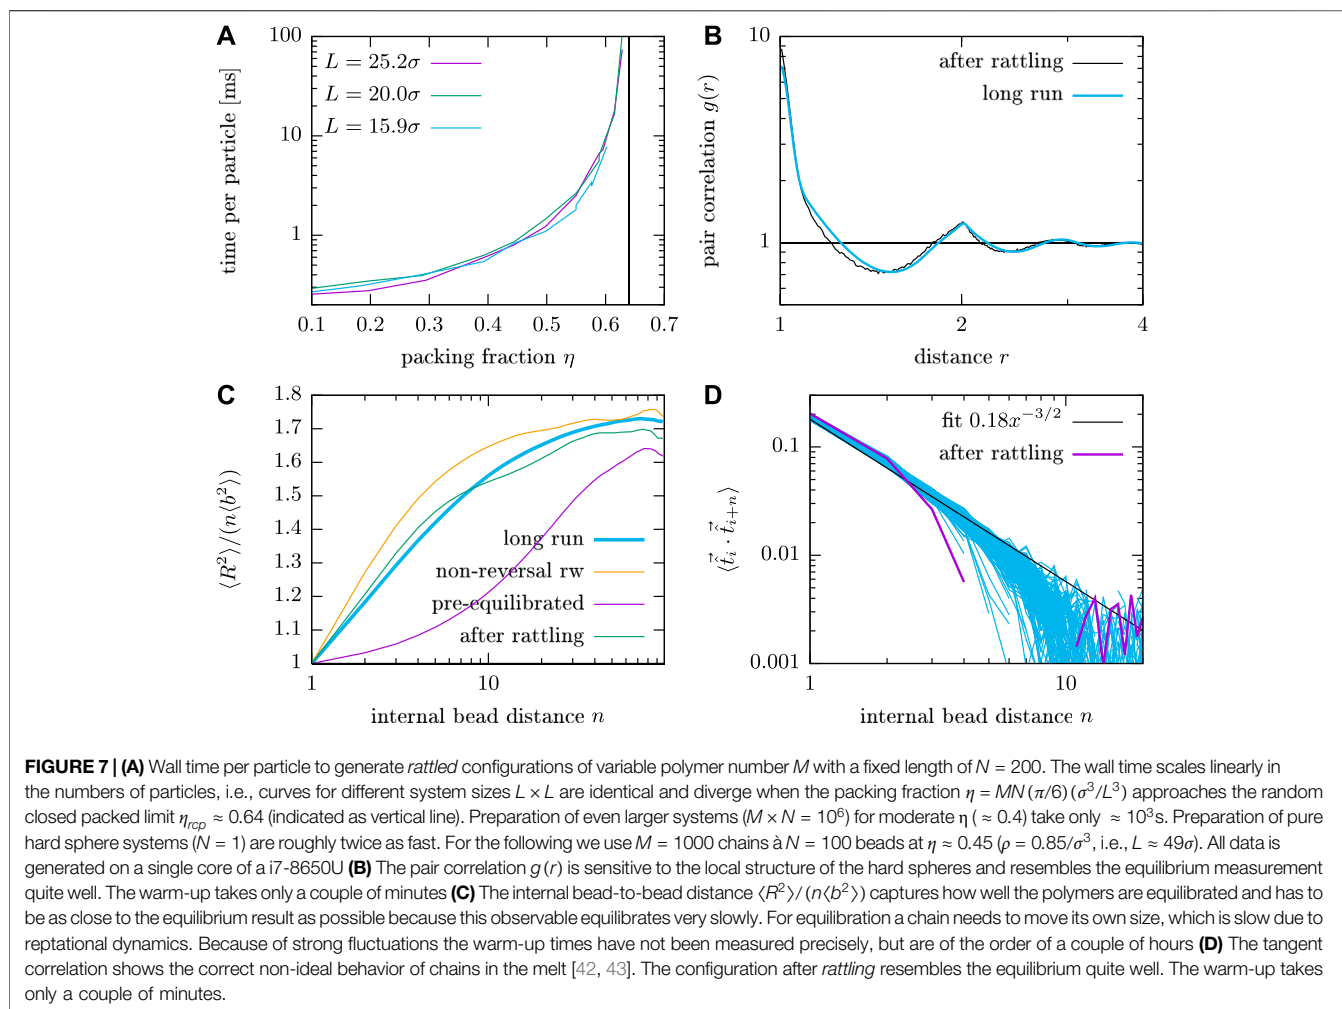 A
100
10
1
time per particle [ms]
L = 25.2σ
L = 20.0σ
L = 15.9σ
0.1 0.2 0.3 0.4 0.5 0.6 0.7
packing fraction η
B
10
1
pair correlation g(r)
after rattling
long run
1 2 4
distance r
C
1.8
1.7
1.6
1.5
1.4
1.3
1.2
1.1
1
⟨R²⟩/(n⟨b²⟩)
long run
non-reversal rw
pre-equilibrated
after rattling
1 10
internal bead distance n
D
0.1
0.01
0.001
⟨t̂⃗ᵢ · t̂⃗ᵢ₊ₙ⟩
fit 0.18x⁻³ᐟ²
after rattling
1 10
internal bead distance n
FIGURE 7 | (A) Wall time per particle to generate rattled configurations of variable polymer number M with a fixed length of N = 200. The wall time scales linearly in
the numbers of particles, i.e., curves for different system sizes L × L are identical and diverge when the packing fraction η = MN (π/6) (σ³/L³) approaches the random
closed packed limit ηrcp ≈ 0.64 (indicated as vertical line). Preparation of even larger systems (M × N = 10⁶) for moderate η ( ≈ 0.4) take only ≈ 10³s. Preparation of pure
hard sphere systems (N = 1) are roughly twice as fast. For the following we use M = 1000 chains à N = 100 beads at η ≈ 0.45 (ρ = 0.85/σ³, i.e., L ≈ 49σ). All data is
generated on a single core of a i7-8650U (B) The pair correlation g(r) is sensitive to the local structure of the hard spheres and resembles the equilibrium measurement
quite well. The warm-up takes only a couple of minutes (C) The internal bead-to-bead distance ⟨R²⟩/(n⟨b²⟩) captures how well the polymers are equilibrated and has to
be as close to the equilibrium result as possible because this observable equilibrates very slowly. For equilibration a chain needs to move its own size, which is slow due to
reptational dynamics. Because of strong fluctuations the warm-up times have not been measured precisely, but are of the order of a couple of hours (D) The tangent
correlation shows the correct non-ideal behavior of chains in the melt [42, 43]. The configuration after rattling resembles the equilibrium quite well. The warm-up takes
only a couple of minutes.